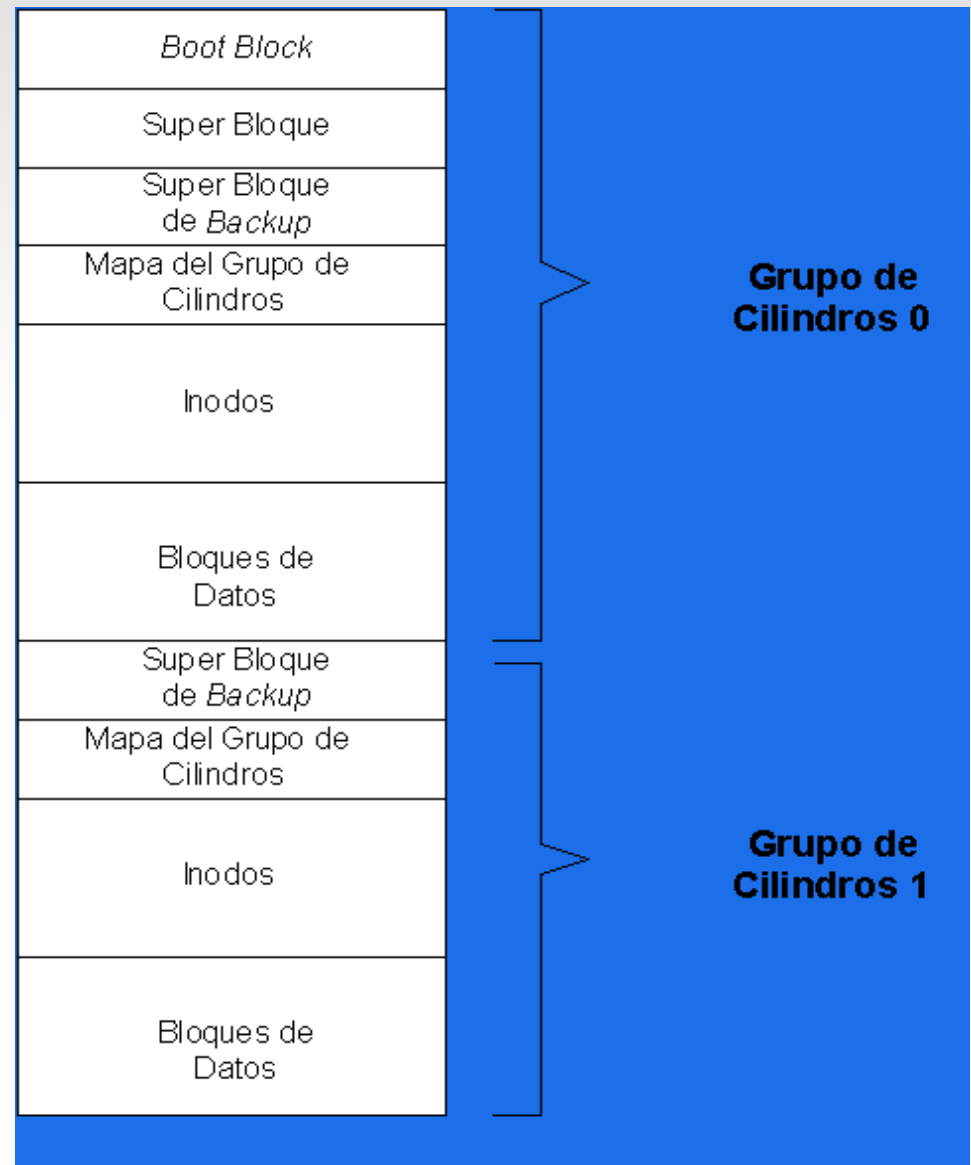 Boot Block
Super Bloque
Super Bloque
de Backup
Mapa del Grupo de
Cilindros
Inodos
Bloques de
Datos
Grupo de
Cilindros 0
Super Bloque
de Backup
Mapa del Grupo de
Cilindros
Inodos
Bloques de
Datos
Grupo de
Cilindros 1